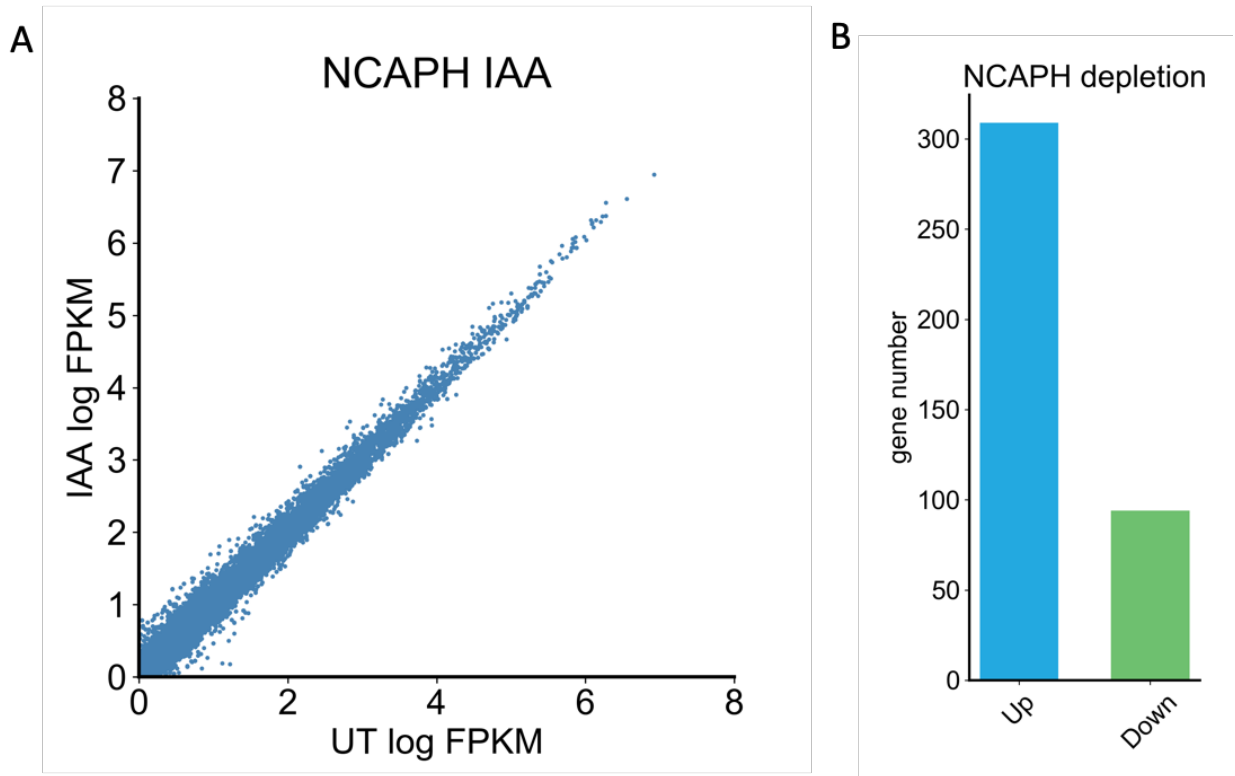 A
NCAPH IAA
8
7
6
5
4
3
2
1
0
IAA log FPKM
0 2 4 6 8
UT log FPKM
B
NCAPH depletion
300
250
200
150
100
50
0
gene number
Up
Down